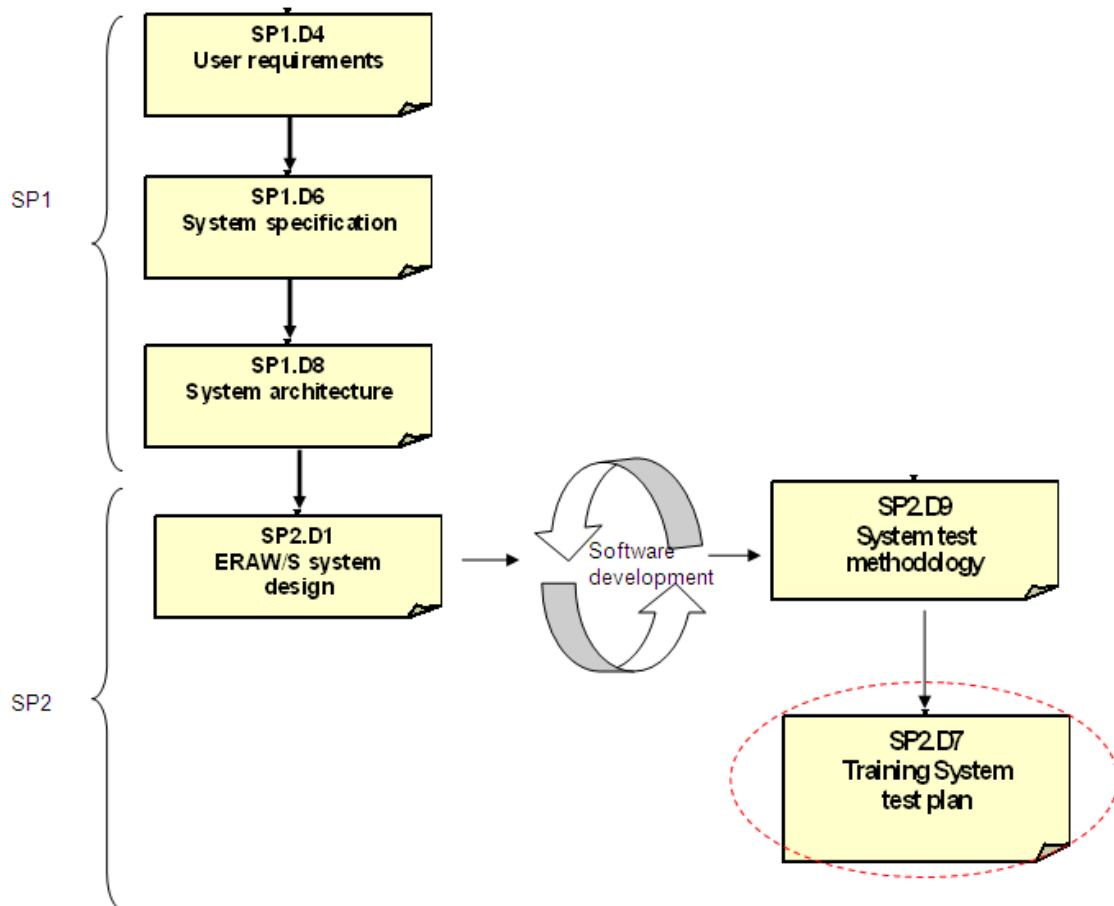 SP1.D4
User requirements
SP1
SP1.D6
System specification
SP1.D8
System architecture
SP2.D1
ERAW/S system
design
Software
development
SP2.D9
System test
methodology
SP2
SP2.D7
Training System
test plan